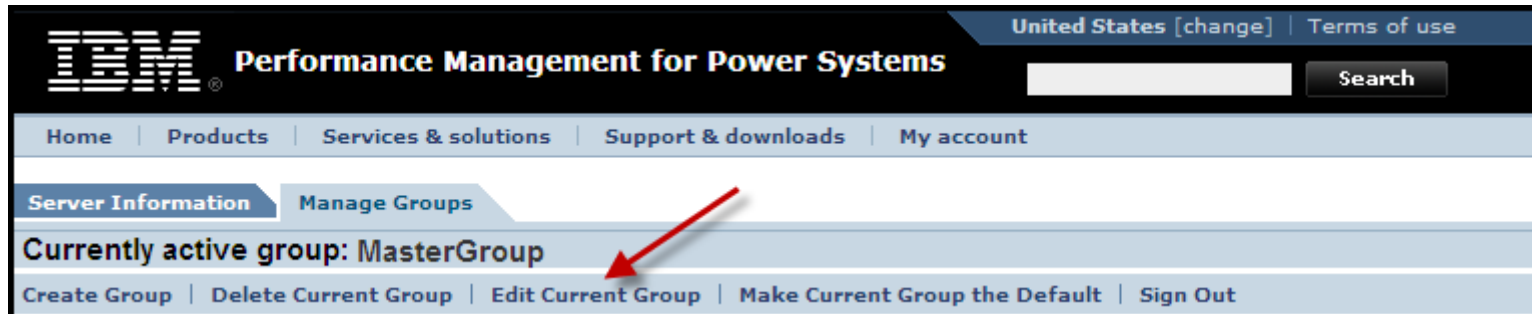 United States [change] | Terms of use
IBM® Performance Management for Power Systems
Search
Home | Products | Services & solutions | Support & downloads | My account
Server Information Manage Groups
Currently active group: MasterGroup
Create Group | Delete Current Group | Edit Current Group | Make Current Group the Default | Sign Out